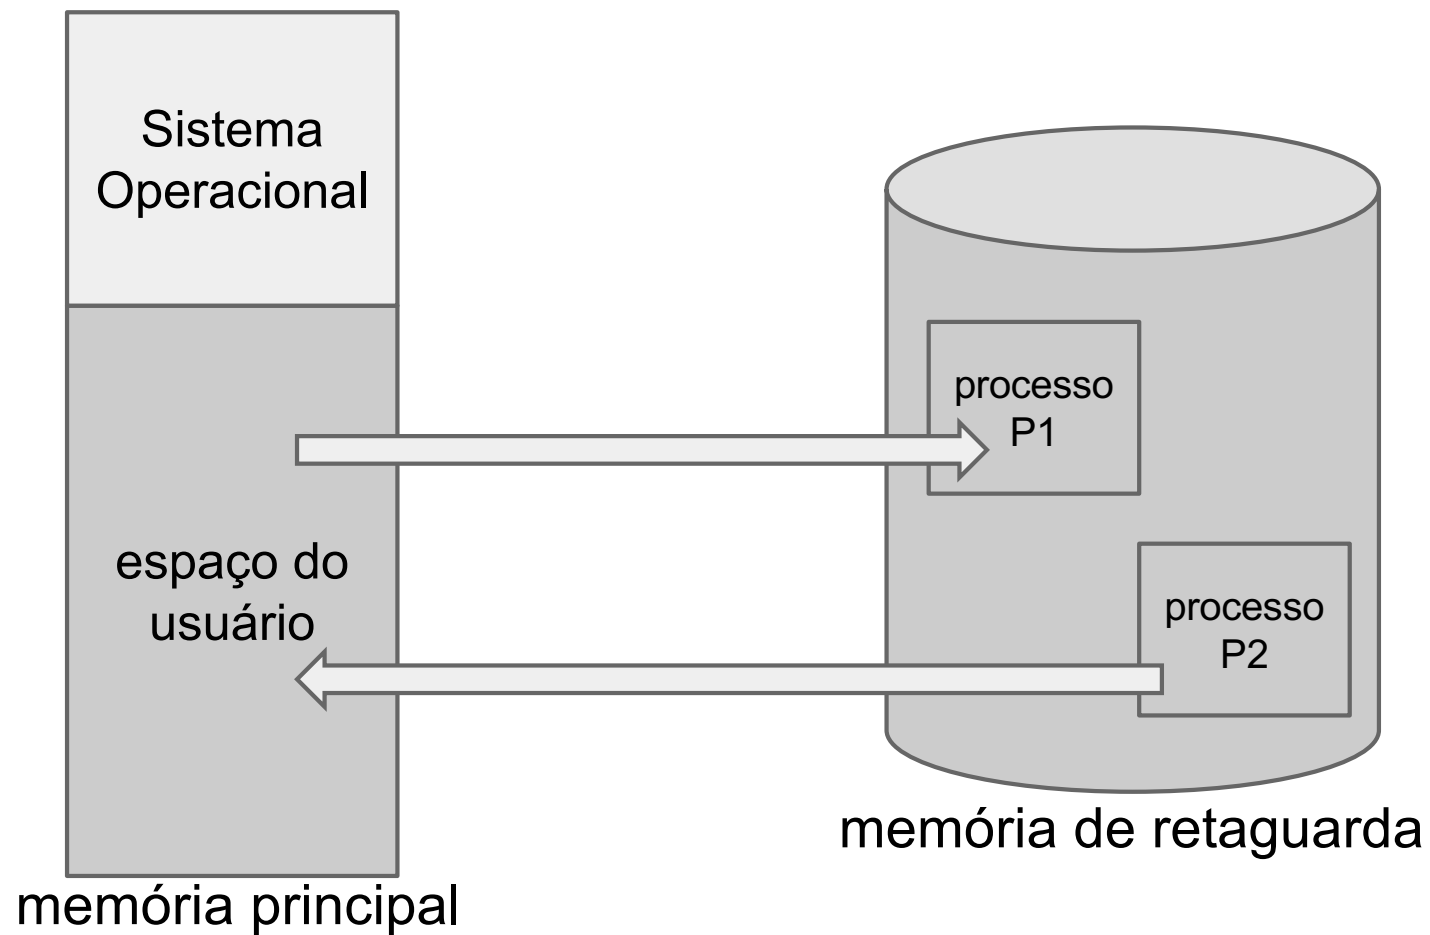 Sistema
Operacional
processo
P1
espaço do
usuário
processo
P2
memória de retaguarda
memória principal